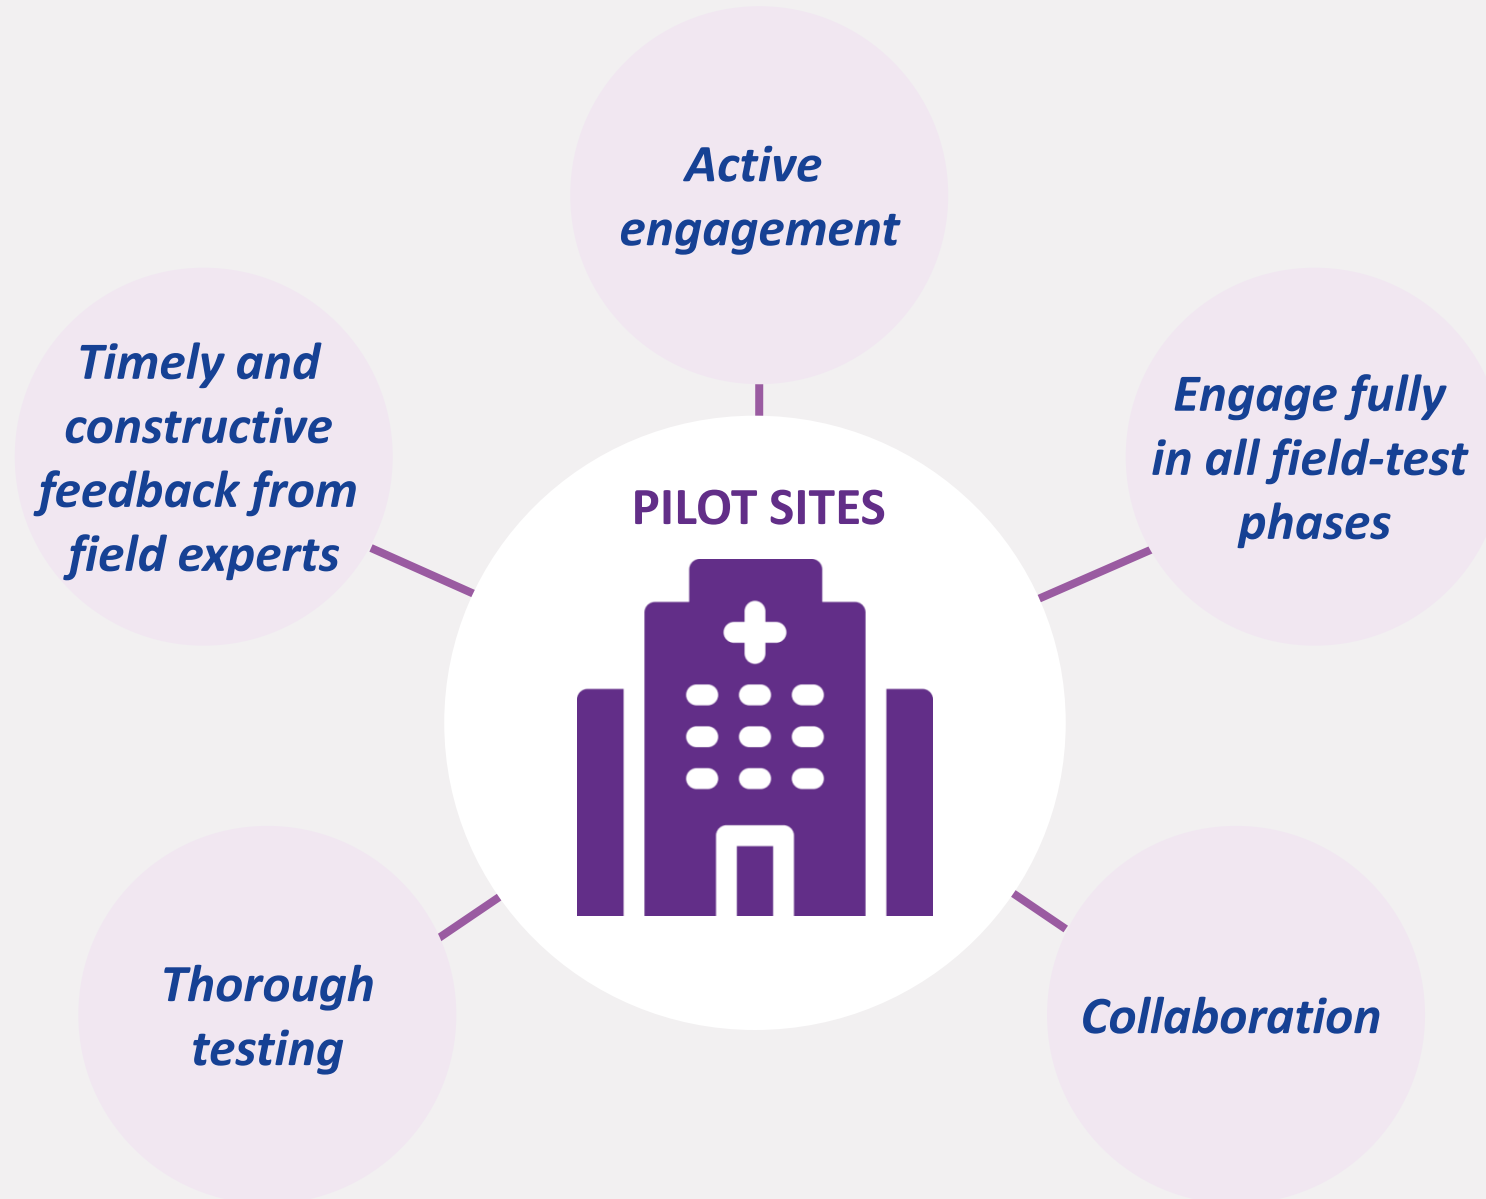 Active
engagement
Timely and
constructive
feedback from
field experts
Engage fully
in all field-test
phases
PILOT SITES
Thorough
testing
Collaboration